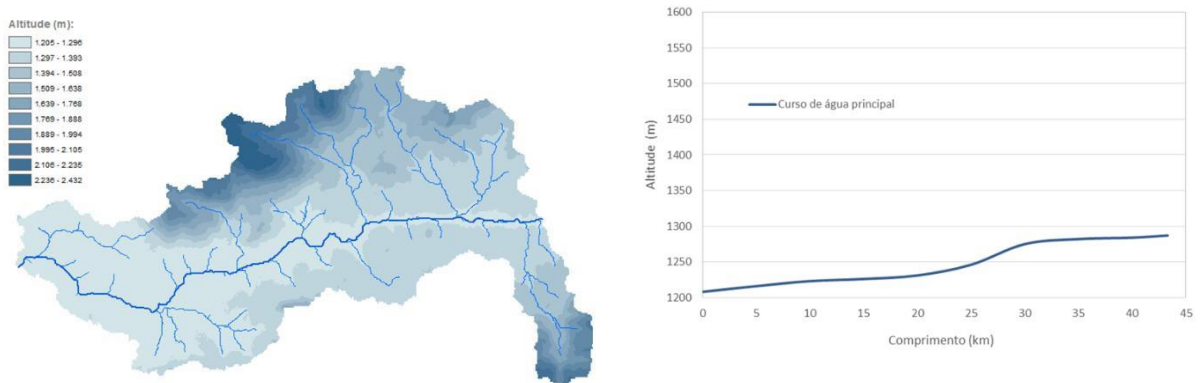 Altitude (m):
1.205 - 1.296
1.297 - 1.393
1.394 - 1.508
1.509 - 1.638
1.639 - 1.768
1.769 - 1.888
1.889 - 1.994
1.995 - 2.105
2.106 - 2.235
2.236 - 2.432
1600
1550
1500
1450
1400
1350
1300
1250
1200
Altitude (m)
Curso de água principal
0 5 10 15 20 25 30 35 40 45
Comprimento (km)